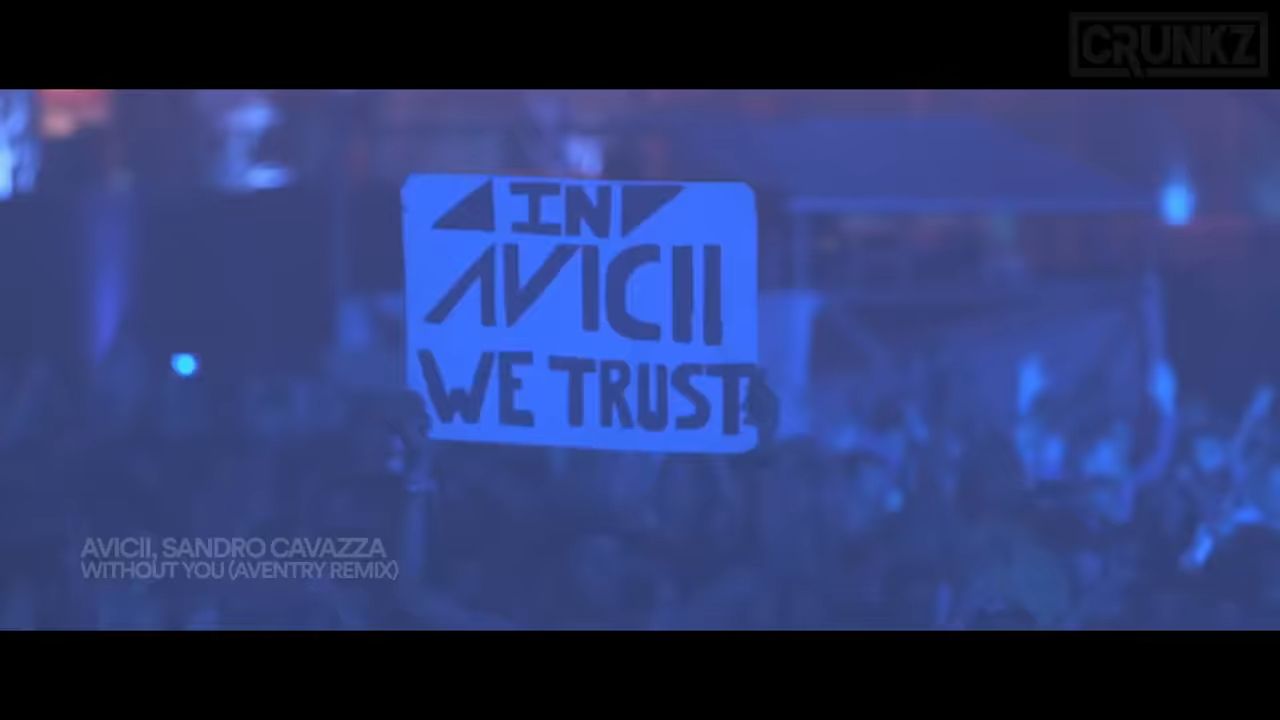 CRUNKZ
IN
AVICII
WE TRUST
AVICII, SANDRO CAVAZZA
WITHOUT YOU (AVENTRY REMIX)